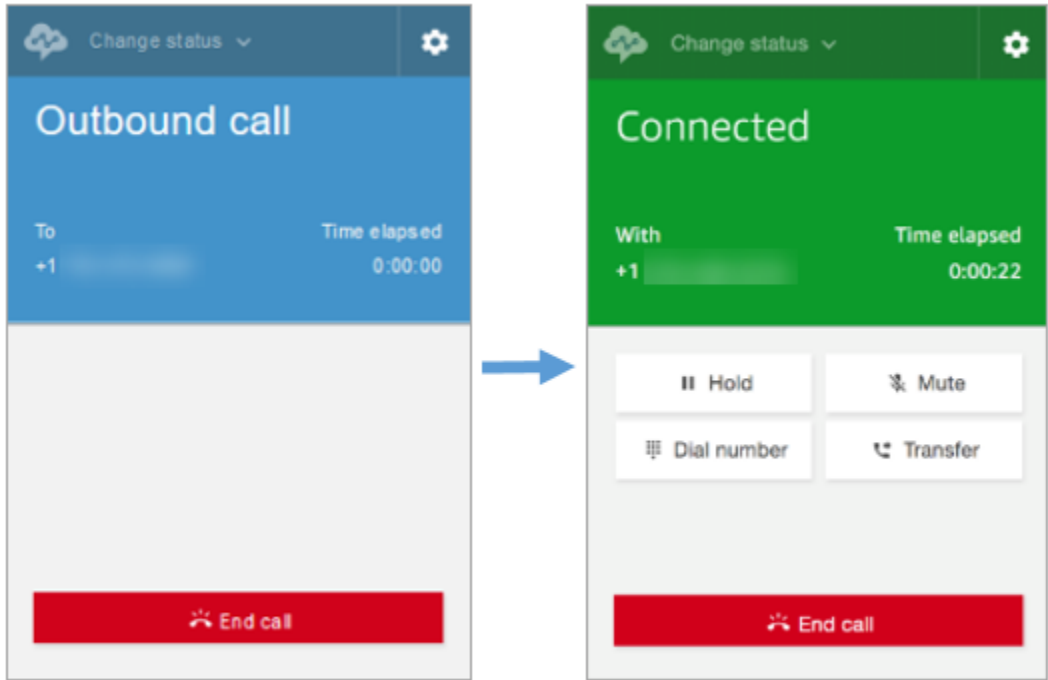 Change status
Outbound call
To Time elapsed
+1 0:00:00
End call
Change status
Connected
With Time elapsed
+1 0:00:22
Hold Mute
Dial number Transfer
End call